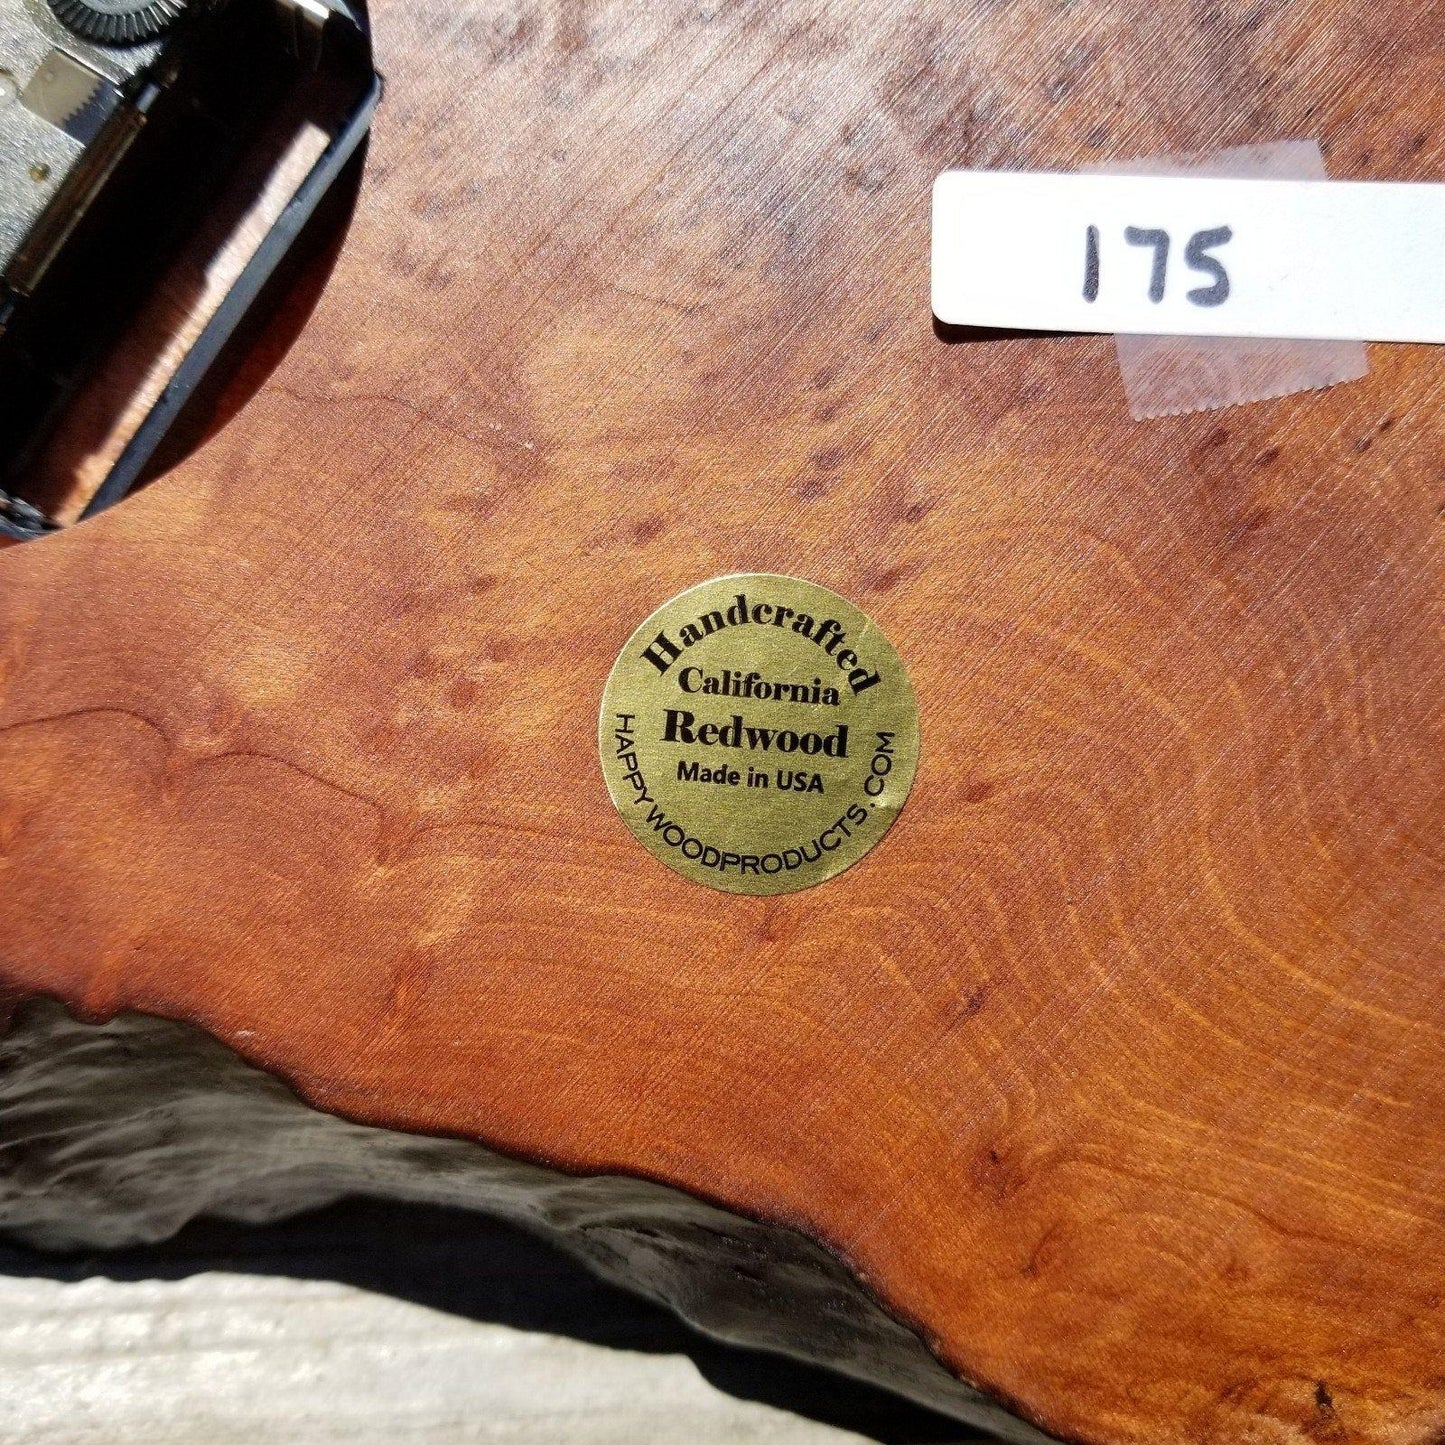 175
Handcrafted
California
Redwood
Made in USA
HAPPYWOODPRODUCTS.COM